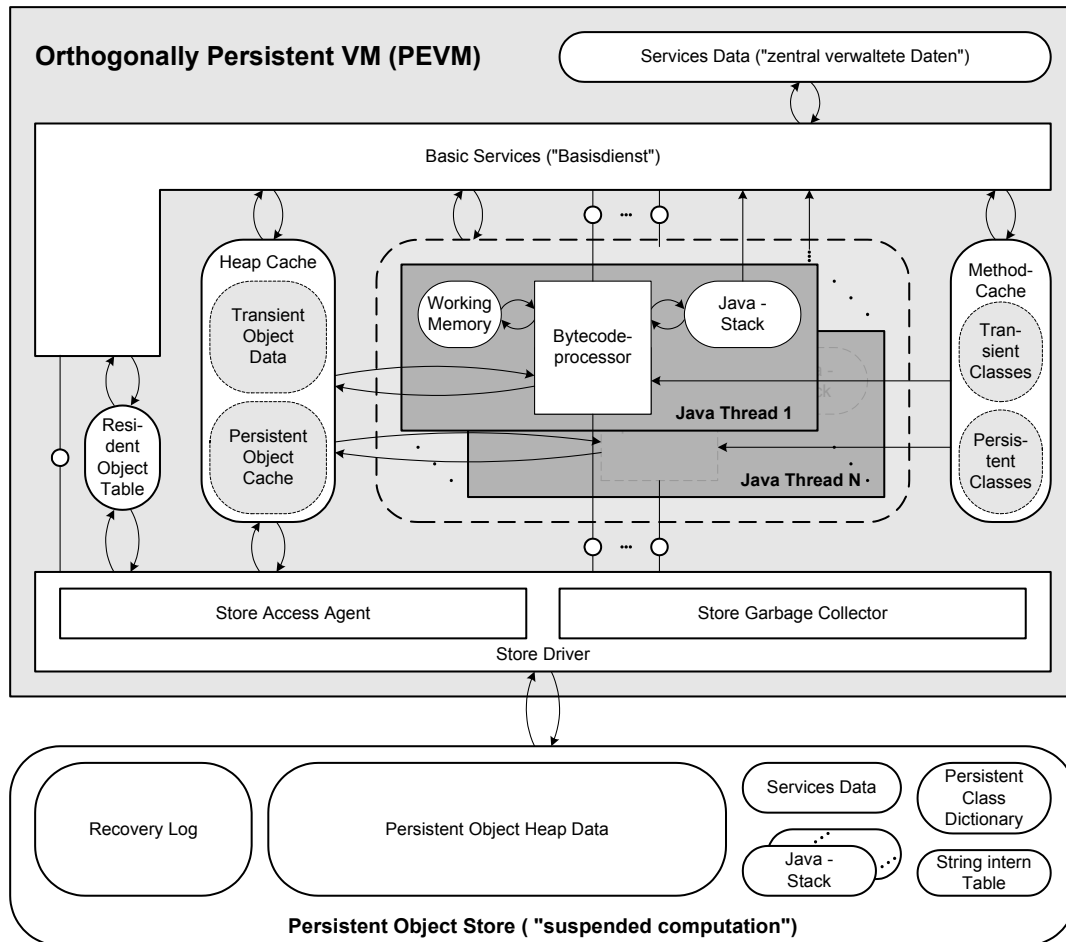 Orthogonally Persistent VM (PEVM)
Services Data ("zentral verwaltete Daten")
Basic Services ("Basisdienst")
...
Heap Cache
Transient
Object
Data
Persistent
Object
Cache
Resi-
dent
Object
Table
Working
Memory
Bytecode-
processor
Java -
Stack
Java Thread 1
Java Thread N
Method-
Cache
Tran-
sient
Classes
Persis-
tent
Classes
...
Store Access Agent
Store Garbage Collector
Store Driver
Recovery Log
Persistent Object Heap Data
Services Data
Java -
Stack
Persistent
Class
Dictionary
String intern
Table
Persistent Object Store ( "suspended computation")